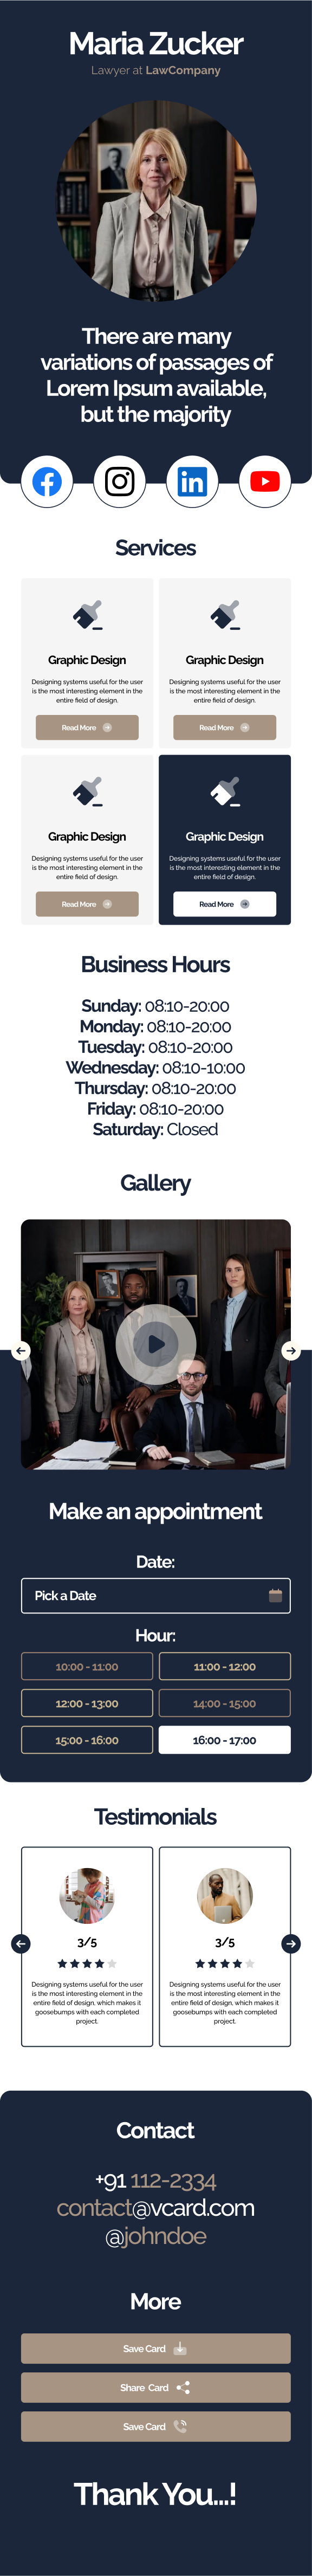 Maria Zucker
Lawyer at LawCompany
There are many
variations of passages of
Lorem Ipsum available,
but the majority
in
Services
Graphic Design
Designing systems useful for the user
is the most interesting element in the
entire field of design.
Read More
Graphic Design
Designing systems useful for the user
is the most interesting element in the
entire field of design.
Read More
Graphic Design
Designing systems useful for the user
is the most interesting element in the
entire field of design.
Read More
Graphic Design
Designing systems useful for the user
is the most interesting element in the
entire field of design.
Read More
Business Hours
Sunday: 08:10-20:00
Monday: 08:10-20:00
Tuesday: 08:10-20:00
Wednesday: 08:10-10:00
Thursday: 08:10-20:00
Friday: 08:10-20:00
Saturday: Closed
Gallery
Make an appointment
Date:
Pick a Date
Hour:
10:00 - 11:00
11:00 - 12:00
12:00 - 13:00
14:00 - 15:00
15:00 - 16:00
16:00 - 17:00
Testimonials
3/5
Designing systems useful for the user
is the most interesting element in the
entire field of design, which makes it
goosebumps with each completed
project.
3/5
Designing systems useful for the user
is the most interesting element in the
entire field of design, which makes it
goosebumps with each completed
project.
Contact
+91 112-2334
contact@vcard.com
@johndoe
More
Save Card
Share Card
Save Card
Thank You...!